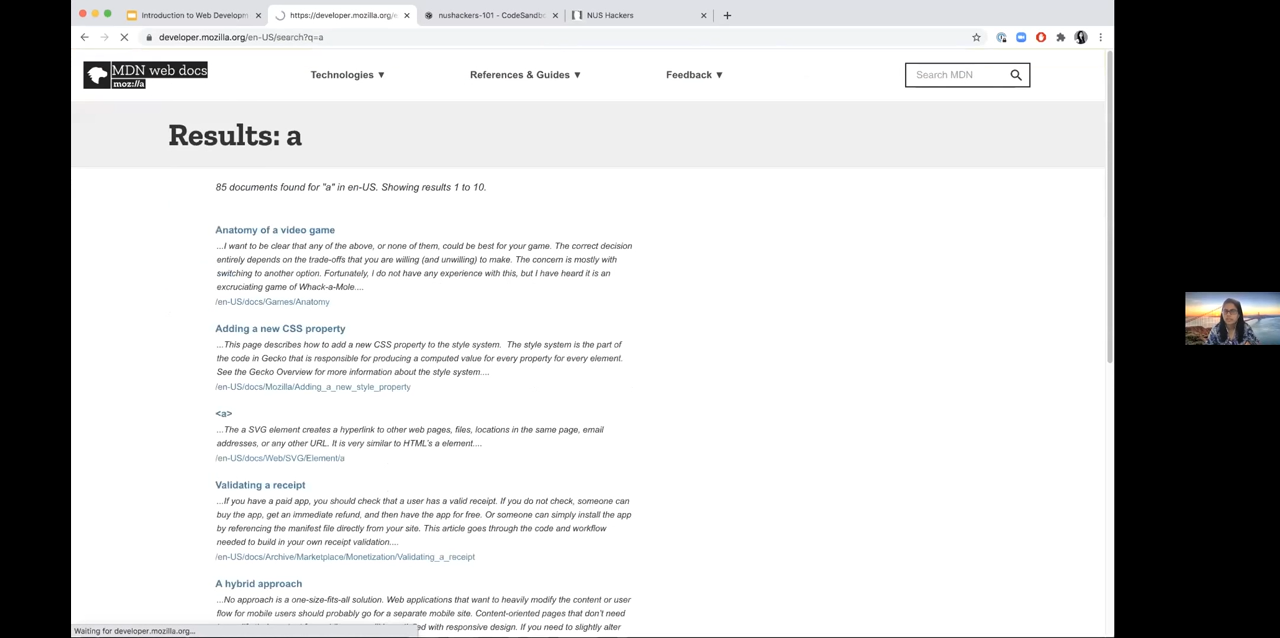 Introduction to Web Developm
https://developer.mozilla.org/e
nushackers-101 - CodeSandb
NUS Hackers
developer.mozilla.org/en-US/search?q=a
MDN web docs
moz://a
Technologies ▼
References & Guides ▼
Feedback ▼
Search MDN
Results: a
85 documents found for "a" in en-US. Showing results 1 to 10.
Anatomy of a video game
...I want to be clear that any of the above, or none of them, could be best for your game. The correct decision
entirely depends on the trade-offs that you are willing (and unwilling) to make. The concern is mostly with
switching to another option. Fortunately, I do not have any experience with this, but I have heard it is an
excruciating game of Whack-a-Mole....
/en-US/docs/Games/Anatomy
Adding a new CSS property
...This page describes how to add a new CSS property to the style system. The style system is the part of
the code in Gecko that is responsible for producing a computed value for every property for every element.
See the Gecko Overview for more information about the style system....
/en-US/docs/Mozilla/Adding_a_new_style_property
<a>
...The a SVG element creates a hyperlink to other web pages, files, locations in the same page, email
addresses, or any other URL. It is very similar to HTML's a element....
/en-US/docs/Web/SVG/Element/a
Validating a receipt
...If you have a paid app, you should check that a user has a valid receipt. If you do not check, someone can
buy the app, get an immediate refund, and then have the app for free. Or someone can simply install the app
by referencing the manifest file directly from your site. This article goes through the code and workflow
needed to build in your own receipt validation....
/en-US/docs/Archive/Marketplace/Monetization/Validating_a_receipt
A hybrid approach
...No approach is a one-size-fits-all solution. Web applications that want to heavily modify the content or user
flow for mobile users should probably go for a separate mobile site. Content-oriented pages that don't need
with responsive design. If you need to slightly alter
Waiting for developer.mozilla.org...